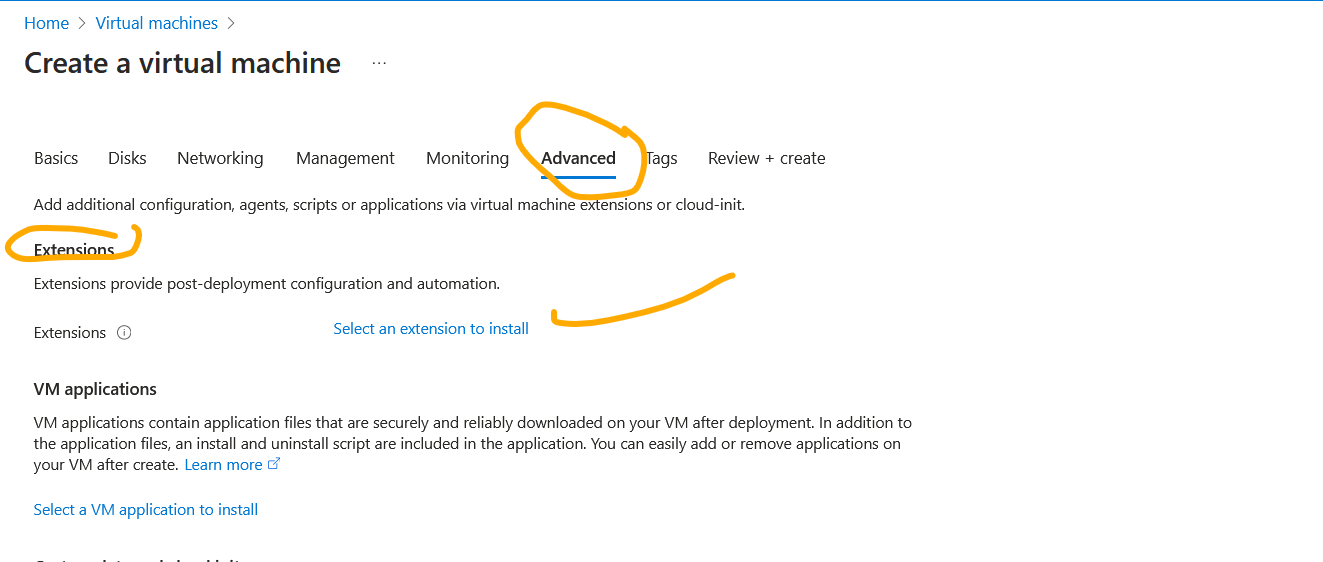 Home > Virtual machines >
Create a virtual machine ...
Basics Disks Networking Management Monitoring Advanced Tags Review + create
Add additional configuration, agents, scripts or applications via virtual machine extensions or cloud-init.
Extensions
Extensions provide post-deployment configuration and automation.
Extensions Select an extension to install
VM applications
VM applications contain application files that are securely and reliably downloaded on your VM after deployment. In addition to
the application files, an install and uninstall script are included in the application. You can easily add or remove applications on
your VM after create. Learn more
Select a VM application to install